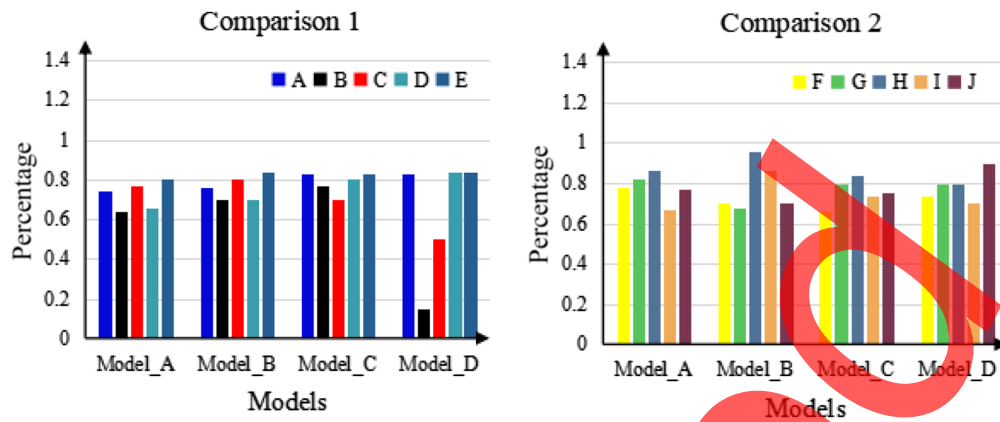 Comparison 1
1.4
1.2
1
0.8
0.6
0.4
0.2
0
Percentage
A B C D E
Model_A Model_B Model_C Model_D
Models
Comparison 2
1.4
1.2
1
0.8
0.6
0.4
0.2
0
Percentage
F G H I J
Model_A Model_B Model_C Model_D
Models